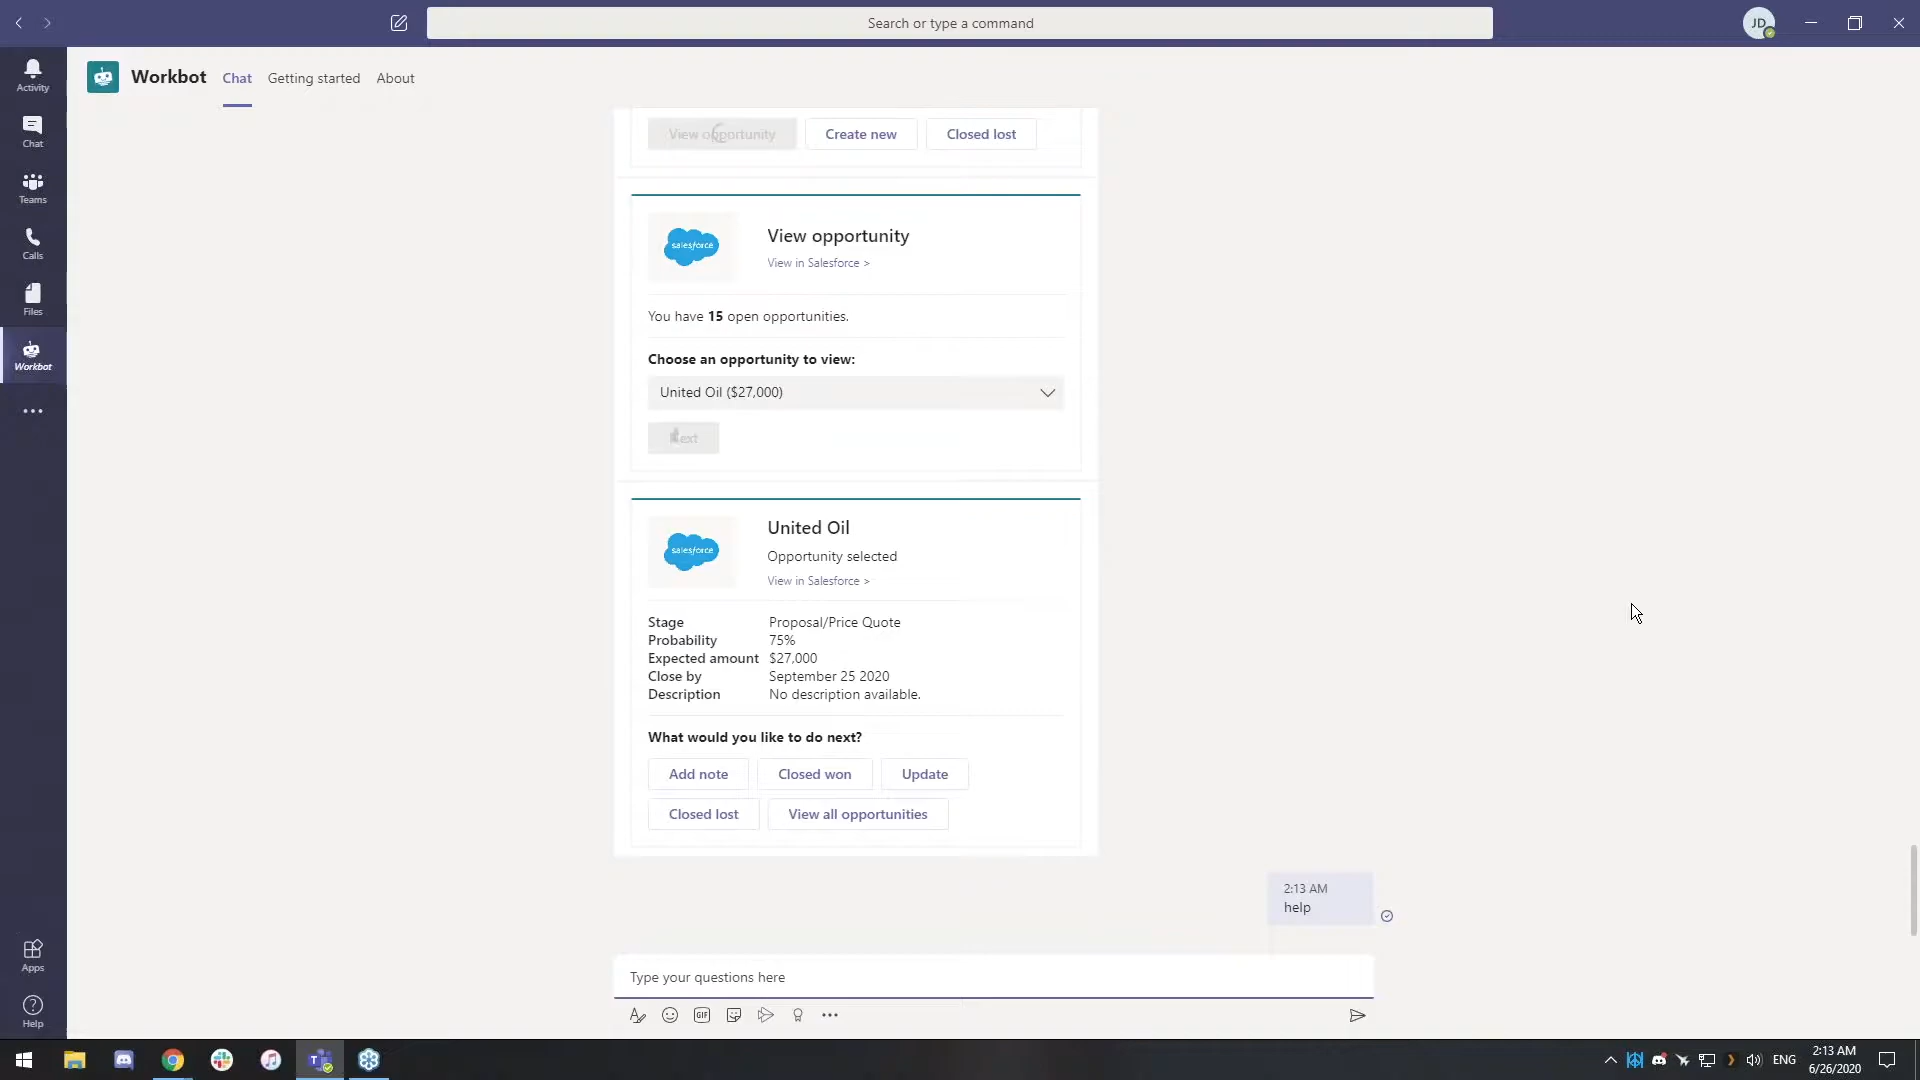 Search or type a command
JD
Activity
Chat
Teams
Calls
Files
Workbot
Apps
Help
Workbot
Chat
Getting started
About
View opportunity
Create new
Closed lost
salesforce
View opportunity
View in Salesforce >
You have 15 open opportunities.
Choose an opportunity to view:
United Oil ($27,000)
Next
salesforce
United Oil
Opportunity selected
View in Salesforce >
Stage Proposal/Price Quote
Probability 75%
Expected amount $27,000
Close by September 25 2020
Description No description available.
What would you like to do next?
Add note
Closed won
Update
Closed lost
View all opportunities
2:13 AM
help
Type your questions here
GIF
ENG
2:13 AM
6/26/2020